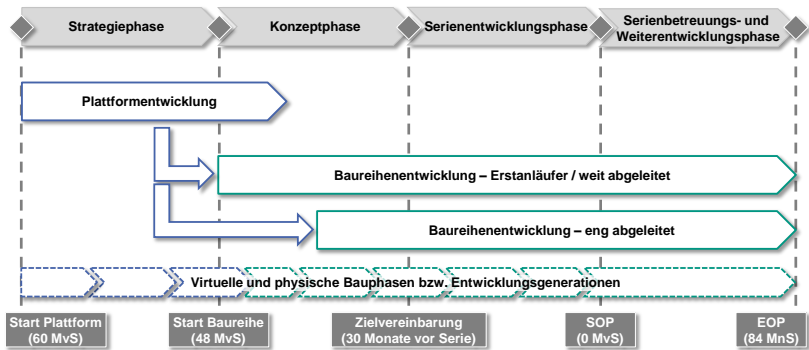 Strategiephase
Konzeptphase
Serienentwicklungsphase
Serienbetreuungs- und
Weiterentwicklungsphase
Plattformentwicklung
Baureihenentwicklung – Erstanläufer / weit abgeleitet
Baureihenentwicklung – eng abgeleitet
Virtuelle und physische Bauphasen bzw. Entwicklungsgenerationen
Start Plattform
(60 MvS)
Start Baureihe
(48 MvS)
Zielvereinbarung
(30 Monate vor Serie)
SOP
(0 MvS)
EOP
(84 MnS)